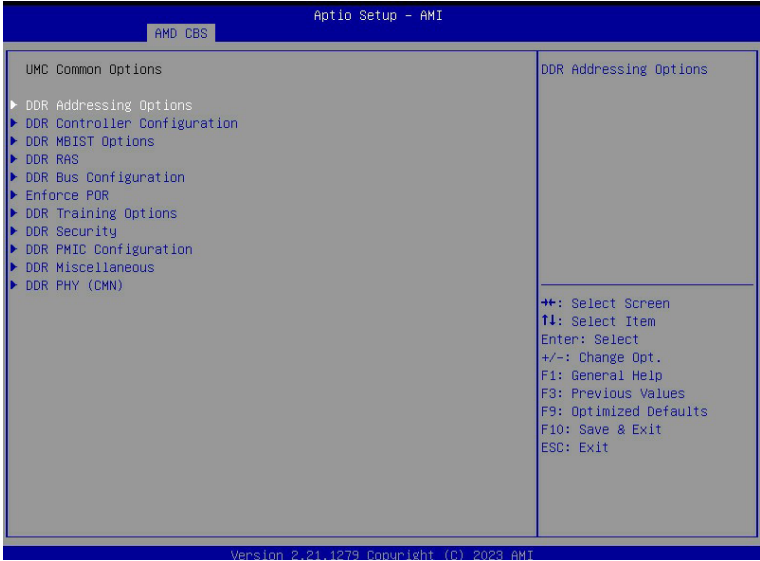 Aptio Setup – AMI
AMD CBS
UMC Common Options
DDR Addressing Options
DDR Controller Configuration
DDR MBIST Options
DDR RAS
DDR Bus Configuration
Enforce POR
DDR Training Options
DDR Security
DDR PMIC Configuration
DDR Miscellaneous
DDR PHY (CMN)
DDR Addressing Options
→←: Select Screen
↑↓: Select Item
Enter: Select
+/-: Change Opt.
F1: General Help
F3: Previous Values
F9: Optimized Defaults
F10: Save & Exit
ESC: Exit
Version 2.21.1279 Copyright (C) 2023 AMI